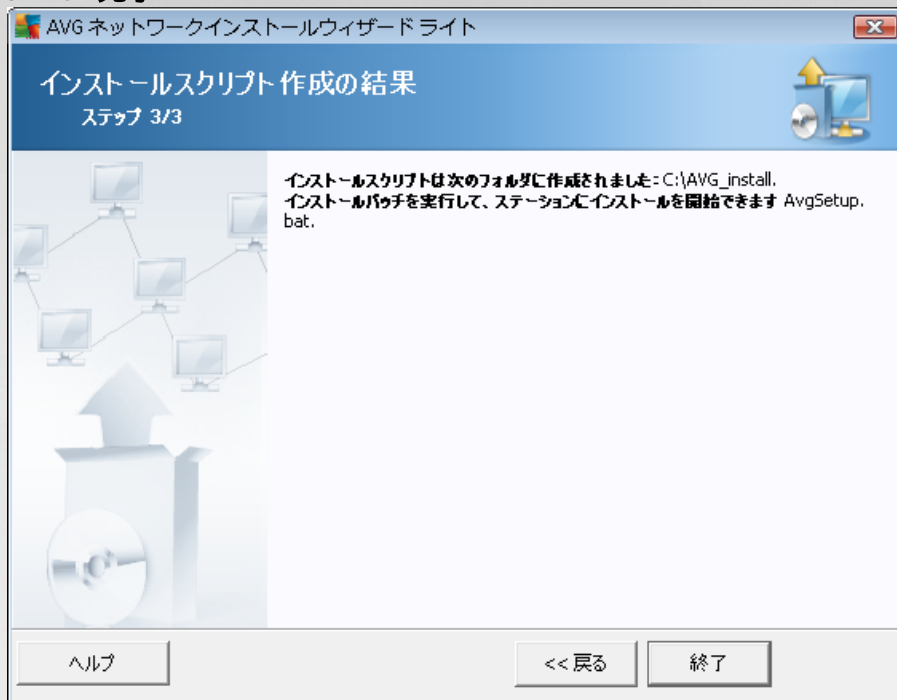 AVG ネットワークインストールウィザード ライト
インストールスクリプト作成の結果
ステップ 3/3
インストールスクリプトは次のフォルダに作成されました: C:\AVG_install.
インストールバッチを実行して、ステーションにインストールを開始できます AvgSetup.
bat.
ヘルプ
<< 戻る
終了